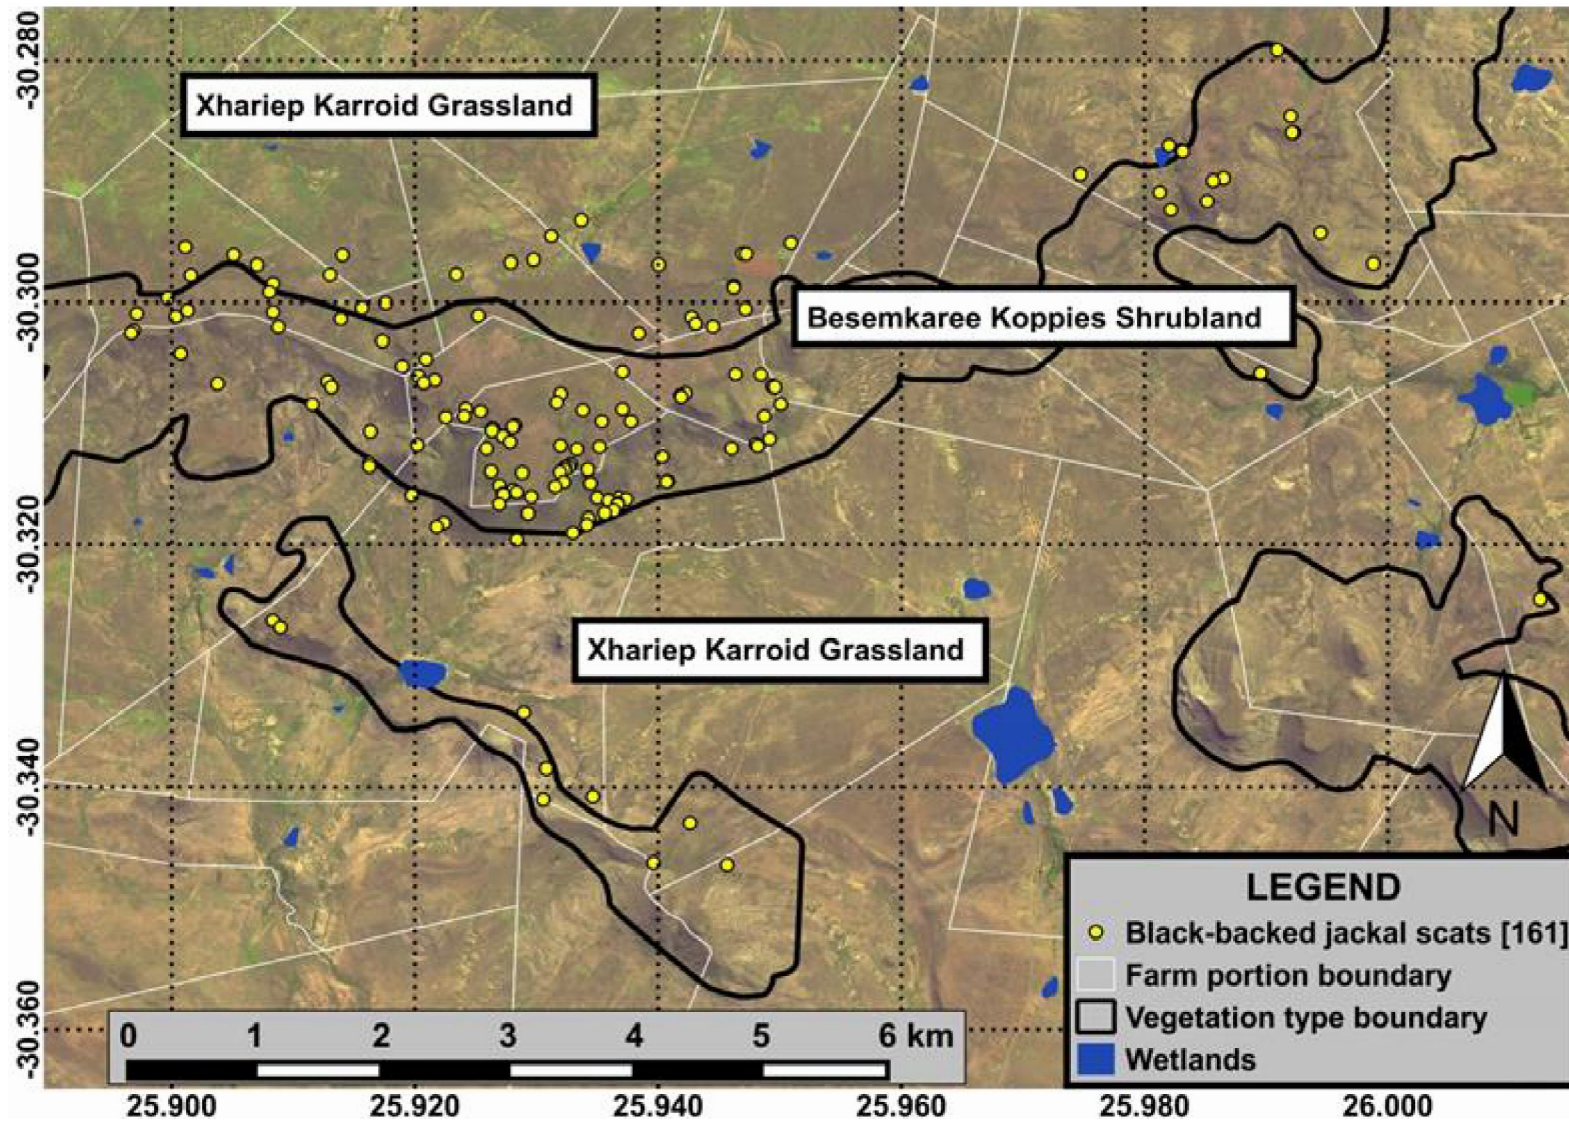 -30.280
-30.300
-30.320
-30.340
-30.360
Xhariep Karroid Grassland
Besemkaree Koppies Shrubland
Xhariep Karroid Grassland
N
LEGEND
Black-backed jackal scats [161]
Farm portion boundary
Vegetation type boundary
Wetlands
0 1 2 3 4 5 6 km
25.900 25.920 25.940 25.960 25.980 26.000